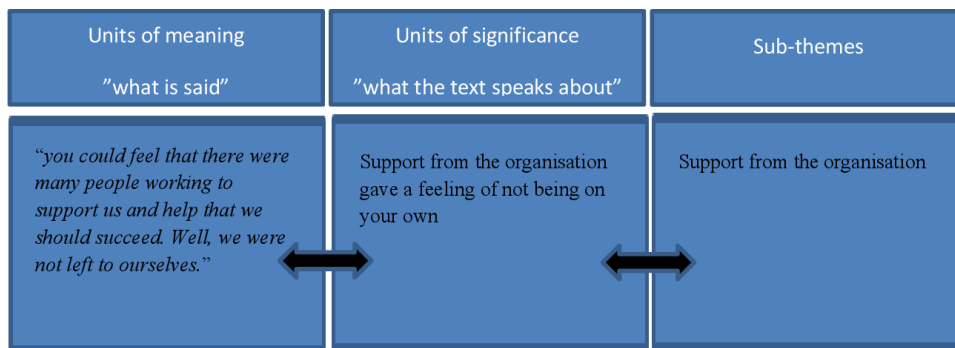 Units of meaning
”what is said”
Units of significance
”what the text speaks about”
Sub-themes
“you could feel that there were
many people working to
support us and help that we
should succeed. Well, we were
not left to ourselves.”
Support from the organisation
gave a feeling of not being on
your own
Support from the organisation